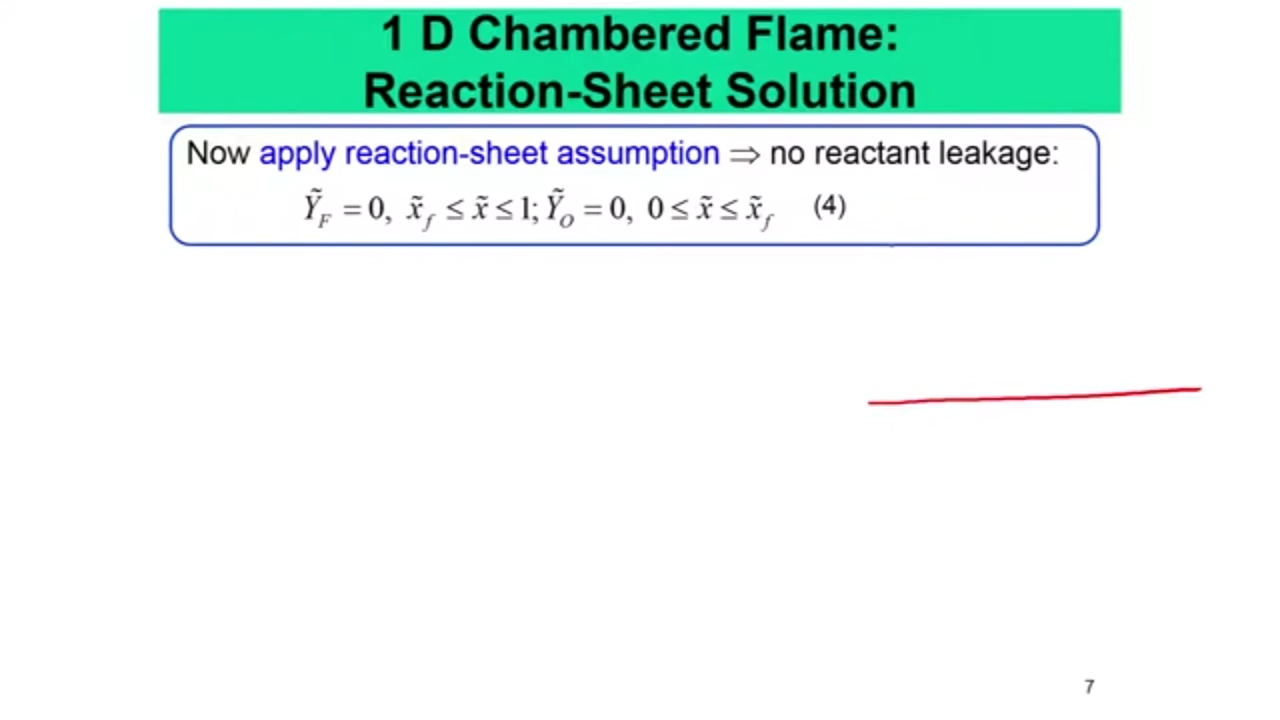 1 D Chambered Flame:
Reaction-Sheet Solution
Now apply reaction-sheet assumption ⇒ no reactant leakage:
Ỹ_F = 0, x̃_f ≤ x̃ ≤ 1; Ỹ_O = 0, 0 ≤ x̃ ≤ x̃_f (4)
7